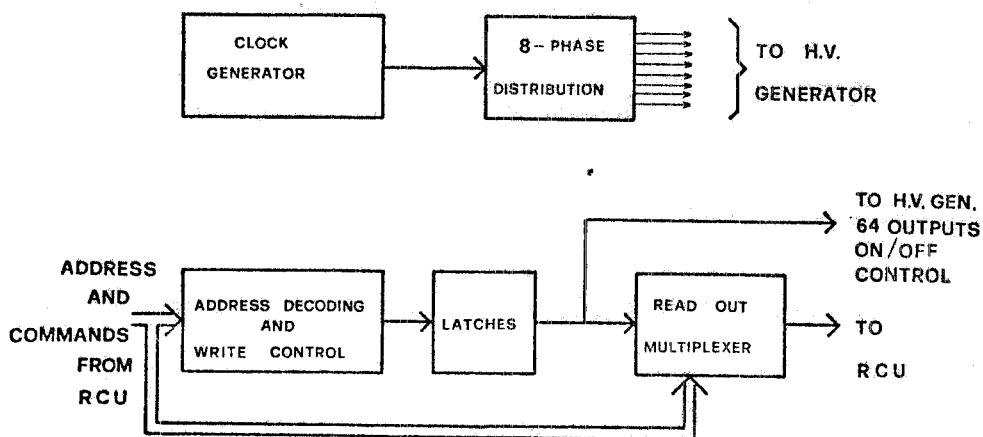 CLOCK
GENERATOR
8-PHASE
DISTRIBUTION
TO H.V.
GENERATOR
TO H.V. GEN.
64 OUTPUTS
ON/OFF
CONTROL
ADDRESS
AND
COMMANDS
FROM
RCU
ADDRESS DECODING
AND
WRITE CONTROL
LATCHES
READ OUT
MULTIPLEXER
TO
RCU